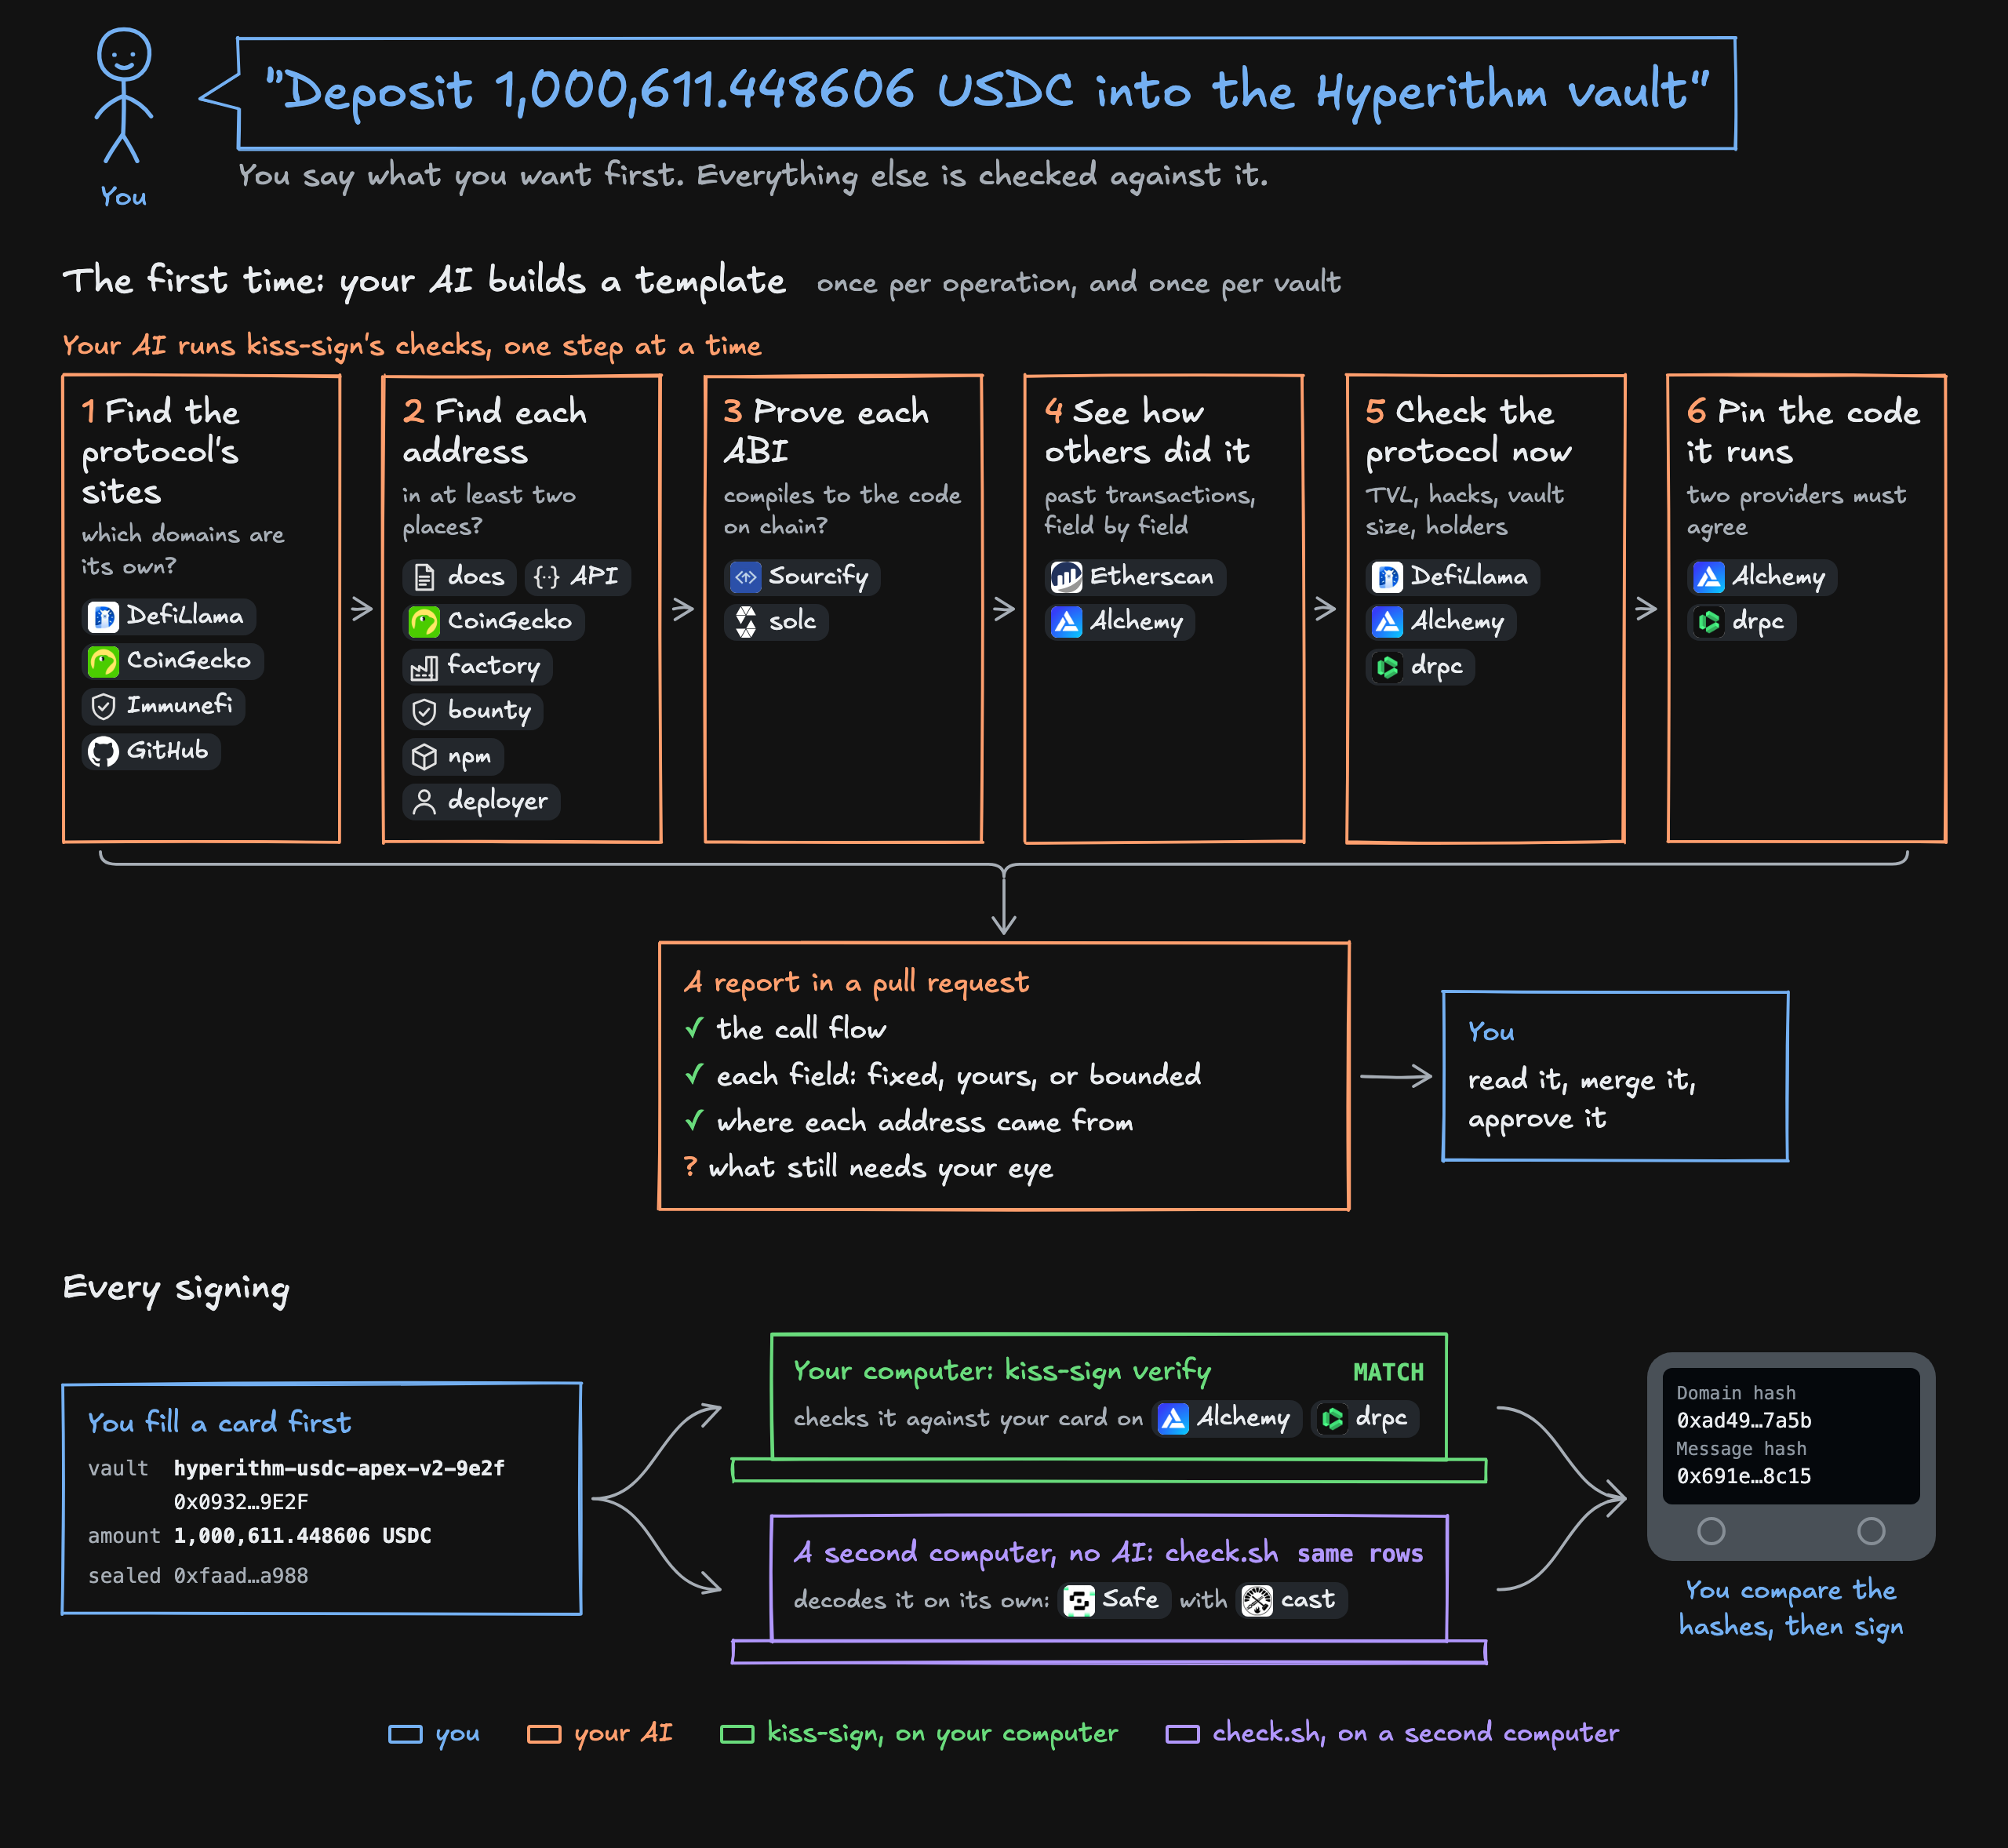 "Deposit 1,000,611.448606 USDC into the Hyperithm vault"
You say what you want first. Everything else is checked against it.
You
The first time: your AI builds a template once per operation, and once per vault
Your AI runs kiss-sign's checks, one step at a time
1 Find the
protocol's
sites
which domains are
its own?
DefiLlama
CoinGecko
Immunefi
GitHub
2 Find each
address
in at least two
places?
docs API
CoinGecko
factory
bounty
npm
deployer
3 Prove each
ABI
compiles to the code
on chain?
Sourcify
solc
4 See how
others did it
past transactions,
field by field
Etherscan
Alchemy
5 Check the
protocol now
TVL, hacks, vault
size, holders
DefiLlama
Alchemy
drpc
6 Pin the code
it runs
two providers must
agree
Alchemy
drpc
A report in a pull request
✓ the call flow
✓ each field: fixed, yours, or bounded
✓ where each address came from
? what still needs your eye
You
read it, merge it,
approve it
Every signing
You fill a card first
vault hyperithm-usdc-apex-v2-9e2f
0x0932…9E2F
amount 1,000,611.448606 USDC
sealed 0xfaad…a988
Your computer: kiss-sign verify MATCH
checks it against your card on Alchemy drpc
A second computer, no AI: check.sh same rows
decodes it on its own: Safe with cast
Domain hash
0xad49…7a5b
Message hash
0x691e…8c15
You compare the
hashes, then sign
you your AI kiss-sign, on your computer check.sh, on a second computer